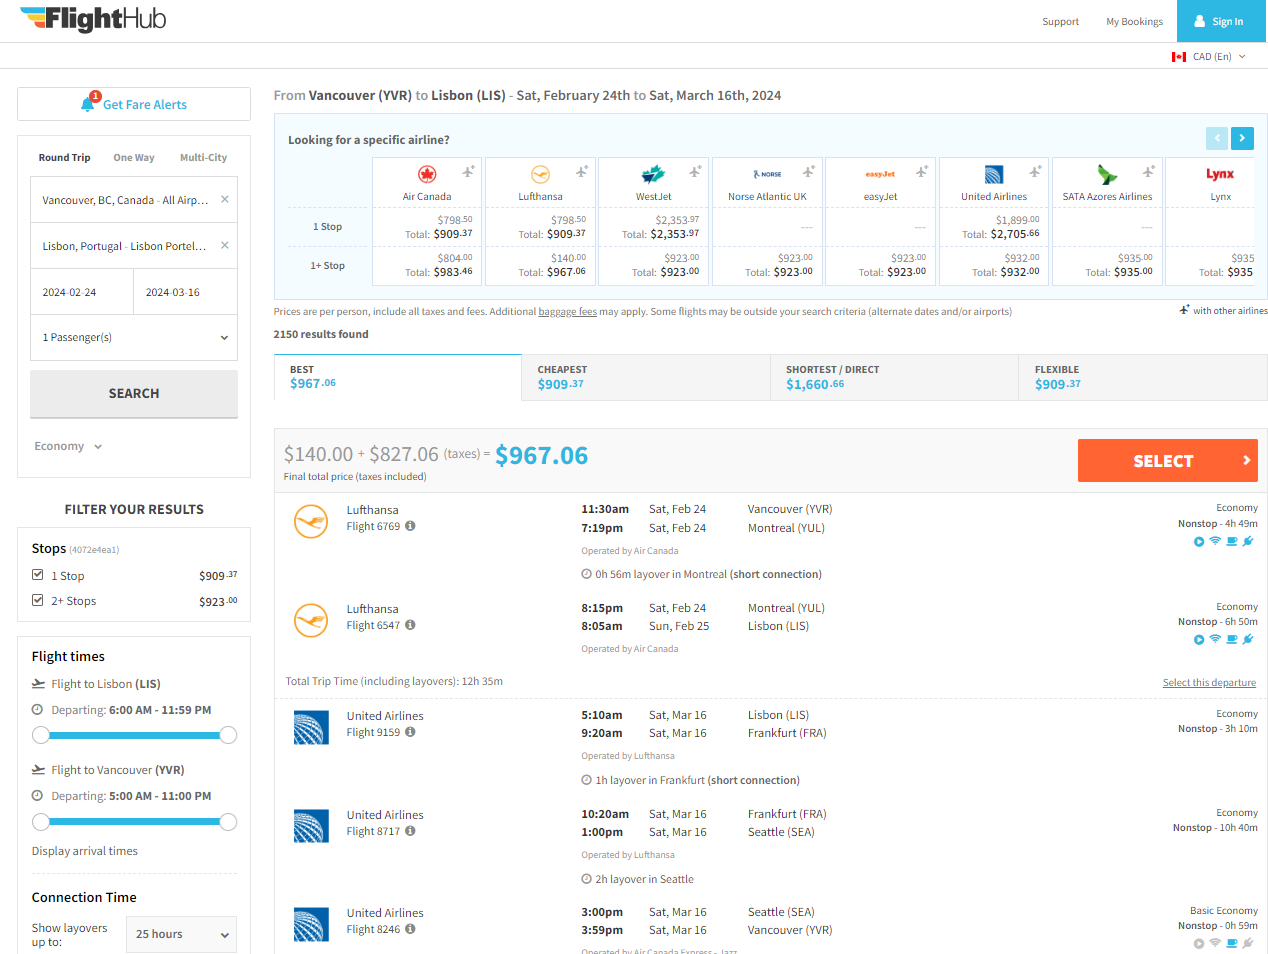 FlightHub
Support
My Bookings
Sign In
CAD (En)
1
Get Fare Alerts
Round Trip
One Way
Multi-City
Vancouver, BC, Canada - All Airp...
Lisbon, Portugal - Lisbon Portel...
2024-02-24
2024-03-16
1 Passenger(s)
SEARCH
Economy
FILTER YOUR RESULTS
Stops (4072e4ea1)
1 Stop $909.37
2+ Stops $923.00
Flight times
Flight to Lisbon (LIS)
Departing: 6:00 AM - 11:59 PM
Flight to Vancouver (YVR)
Departing: 5:00 AM - 11:00 PM
Display arrival times
Connection Time
Show layovers
up to:
25 hours
From Vancouver (YVR) to Lisbon (LIS) - Sat, February 24th to Sat, March 16th, 2024
Looking for a specific airline?
NORSE easyJet Lynx
Air Canada Lufthansa WestJet Norse Atlantic UK easyJet United Airlines SATA Azores Airlines Lynx
1 Stop
$798.50 $798.50 $2,353.97 --- --- $1,899.00 ---
Total: $909.37 Total: $909.37 Total: $2,353.97 Total: $2,705.66
1+ Stop
$804.00 $140.00 $923.00 $923.00 $923.00 $932.00 $935.00 $935
Total: $983.46 Total: $967.06 Total: $923.00 Total: $923.00 Total: $923.00 Total: $932.00 Total: $935.00 Total: $935
Prices are per person, include all taxes and fees. Additional baggage fees may apply. Some flights may be outside your search criteria (alternate dates and/or airports)
with other airlines
2150 results found
BEST
$967.06
CHEAPEST
$909.37
SHORTEST / DIRECT
$1,660.66
FLEXIBLE
$909.37
$140.00 + $827.06 (taxes) = $967.06
Final total price (taxes included)
SELECT
Lufthansa
Flight 6769
11:30am Sat, Feb 24 Vancouver (YVR)
7:19pm Sat, Feb 24 Montreal (YUL)
Operated by Air Canada
Economy
Nonstop - 4h 49m
0h 56m layover in Montreal (short connection)
Lufthansa
Flight 6547
8:15pm Sat, Feb 24 Montreal (YUL)
8:05am Sun, Feb 25 Lisbon (LIS)
Operated by Air Canada
Economy
Nonstop - 6h 50m
Total Trip Time (including layovers): 12h 35m
Select this departure
United Airlines
Flight 9159
5:10am Sat, Mar 16 Lisbon (LIS)
9:20am Sat, Mar 16 Frankfurt (FRA)
Operated by Lufthansa
Economy
Nonstop - 3h 10m
1h layover in Frankfurt (short connection)
United Airlines
Flight 8717
10:20am Sat, Mar 16 Frankfurt (FRA)
1:00pm Sat, Mar 16 Seattle (SEA)
Operated by Lufthansa
Economy
Nonstop - 10h 40m
2h layover in Seattle
United Airlines
Flight 8246
3:00pm Sat, Mar 16 Seattle (SEA)
3:59pm Sat, Mar 16 Vancouver (YVR)
Operated by Air Canada Express - Jazz
Basic Economy
Nonstop - 0h 59m